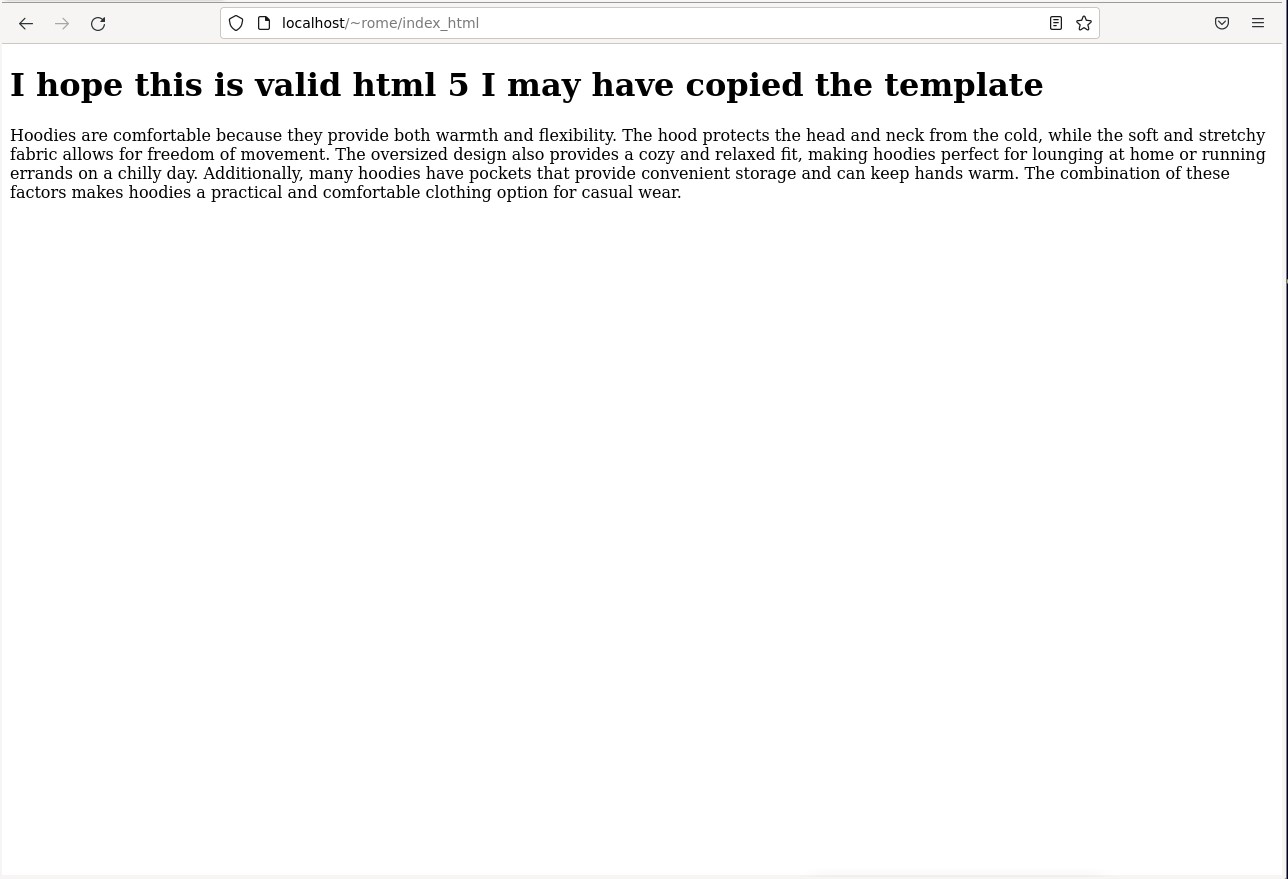 localhost/~rome/index_html
I hope this is valid html 5 I may have copied the template
Hoodies are comfortable because they provide both warmth and flexibility. The hood protects the head and neck from the cold, while the soft and stretchy
fabric allows for freedom of movement. The oversized design also provides a cozy and relaxed fit, making hoodies perfect for lounging at home or running
errands on a chilly day. Additionally, many hoodies have pockets that provide convenient storage and can keep hands warm. The combination of these
factors makes hoodies a practical and comfortable clothing option for casual wear.